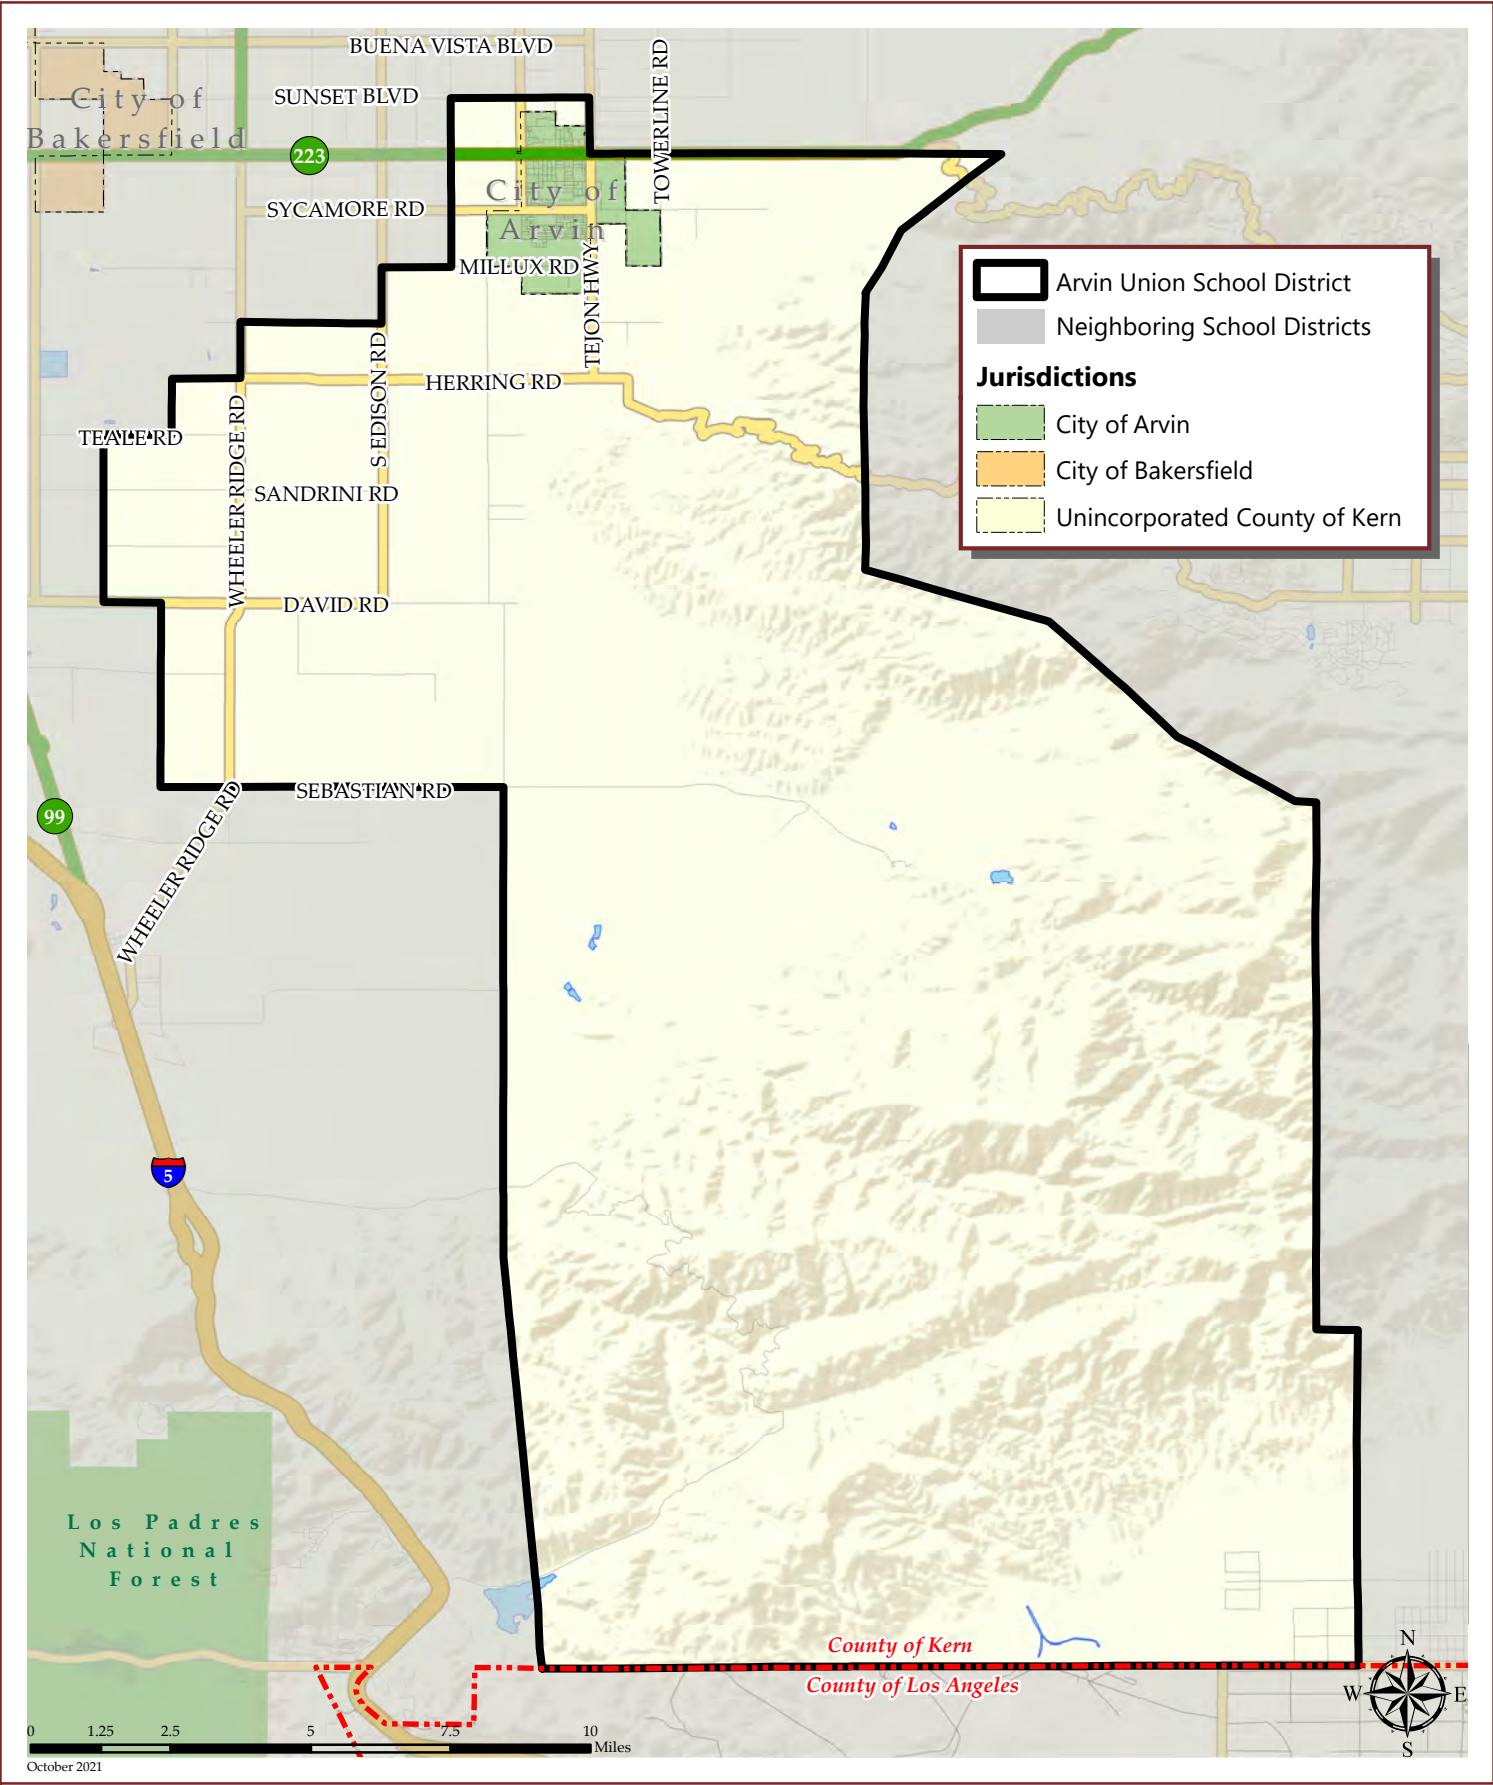 BUENA VISTA BLVD
TOWERLINE RD
SUNSET BLVD
City of
Bakersfield
223
City of
Arvin
SYCAMORE RD
MILLUX RD
TEJON HWY
Arvin Union School District
Neighboring School Districts
Jurisdictions
City of Arvin
City of Bakersfield
Unincorporated County of Kern
S EDISON RD
HERRING RD
WHEELER RIDGE RD
TEALE RD
SANDRINI RD
DAVID RD
SEBASTIAN RD
99
WHEELER RIDGE RD
5
Los Padres
National
Forest
County of Kern
County of Los Angeles
N
W
E
S
0 1.25 2.5 5 7.5 10
Miles
October 2021